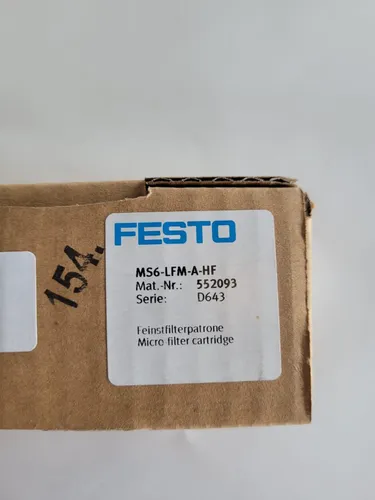 154.
FESTO
MS6-LFM-A-HF
Mat.-Nr.: 552093
Serie: D643
Feinstfilterpatrone
Micro filter cartridge